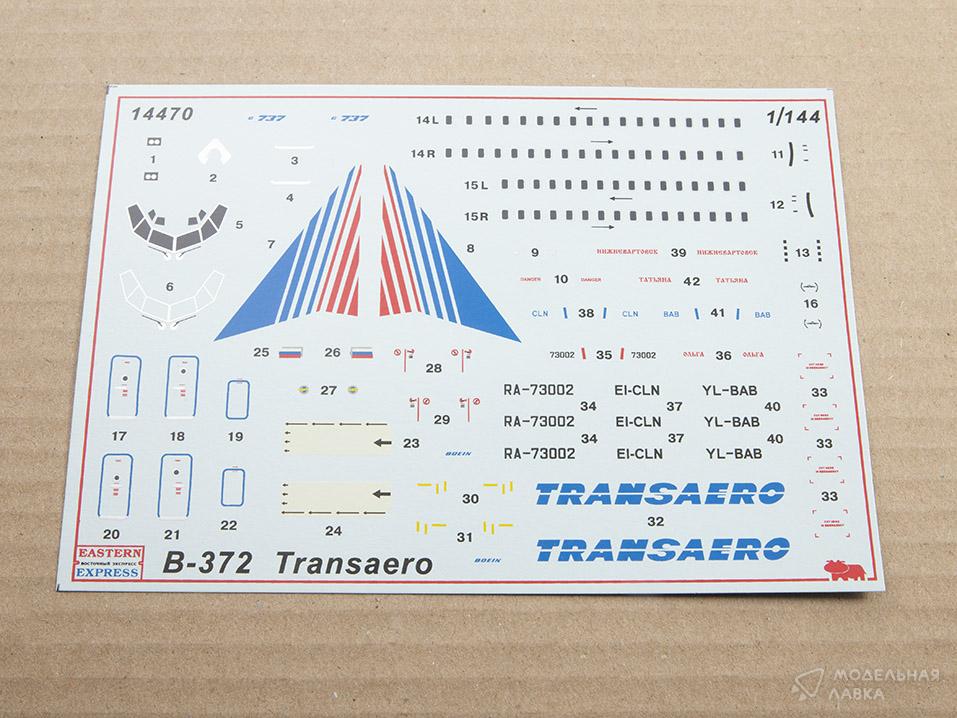 14470
737
737
14L
1/144
14R
11
1
2
3
15L
4
12
15R
5
7
8
9
НИЖНЕВАРТОВСК 39 НИЖНЕВАРТОВСК
13
6
DANGER 10 DANGER
ТАТЬЯНА 42 ТАТЬЯНА
16
CLN 38 CLN
BAB 41 BAB
25
26
28
73002 35 73002
ОЛЬГА 36 ОЛЬГА
33
27
RA-73002 EI-CLN YL-BAB
34 37 40
17
18
19
29
RA-73002 EI-CLN YL-BAB
33
23
34 37 40
BOEIN
RA-73002 EI-CLN YL-BAB
30
TRANSAERO
33
20
21
22
24
31
32
BOEIN
TRANSAERO
EASTERN
ВОСТОЧНЫЙ ЭКСПРЕСС
EXPRESS
B-372 Transaero
МОДЕЛЬНАЯ
ЛАВКА